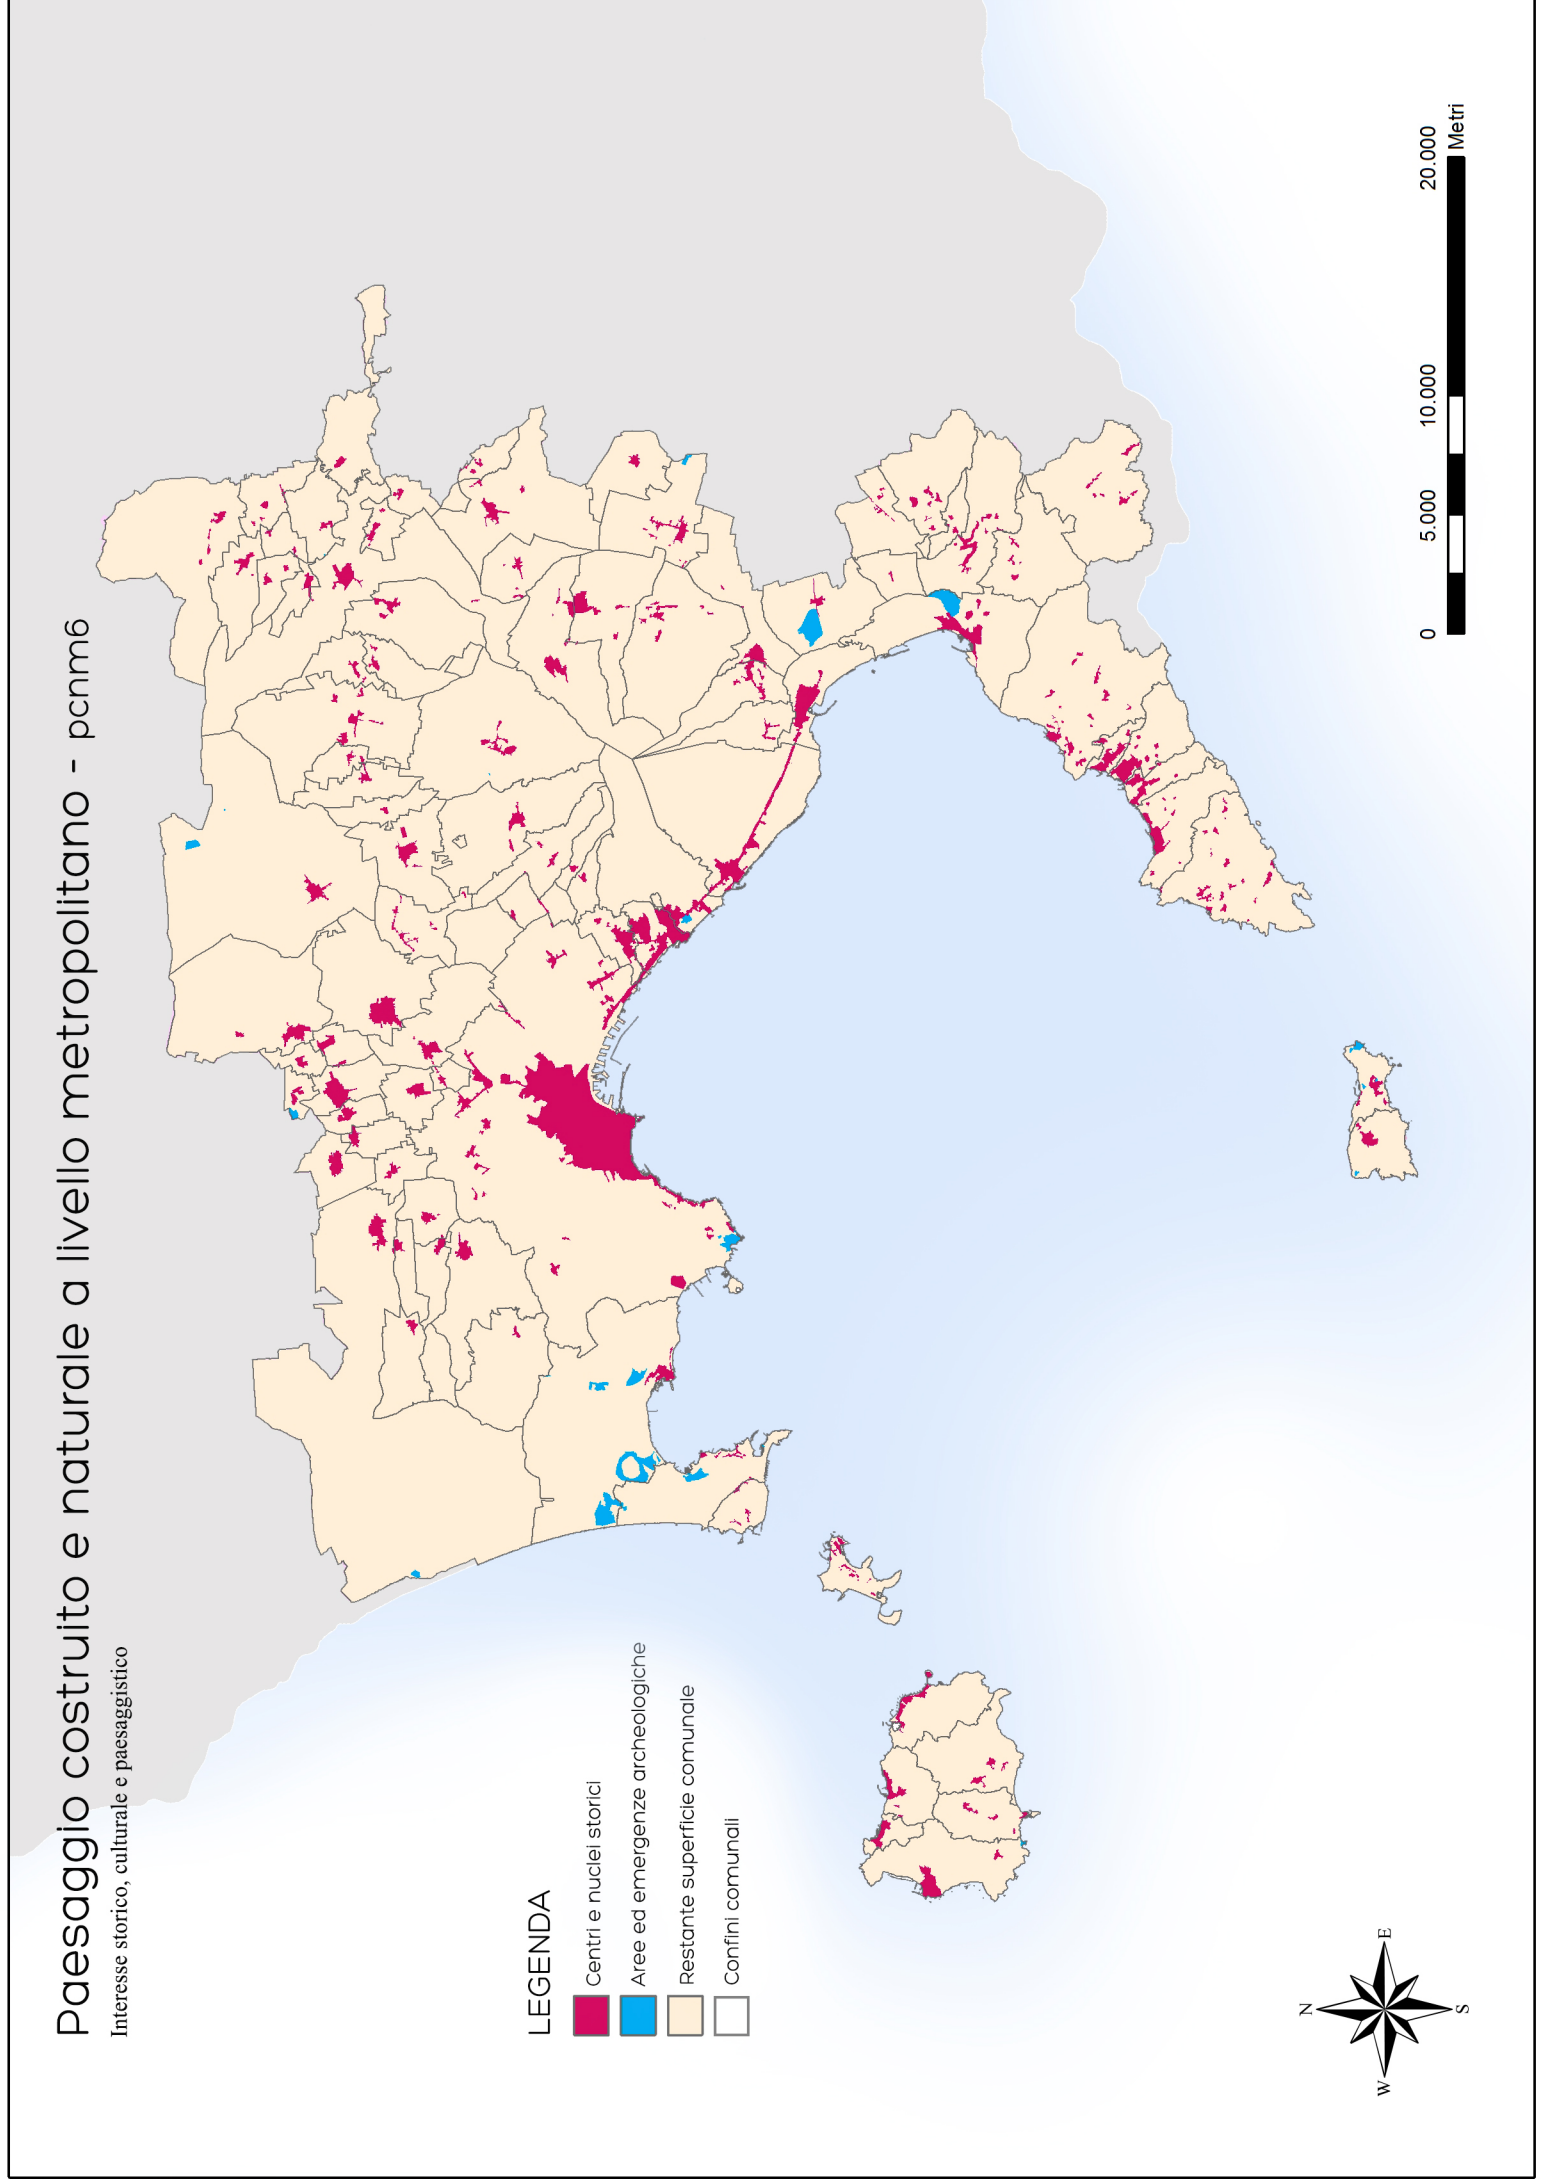 Paesaggio costruito e naturale a livello metropolitano - pcnm6
Interesse storico, culturale e paesaggistico
LEGENDA
Centri e nuclei storici
Aree ed emergenze archeologiche
Restante superficie comunale
Confini comunali
N
W
E
S
0
5.000
10.000
20.000
Metri